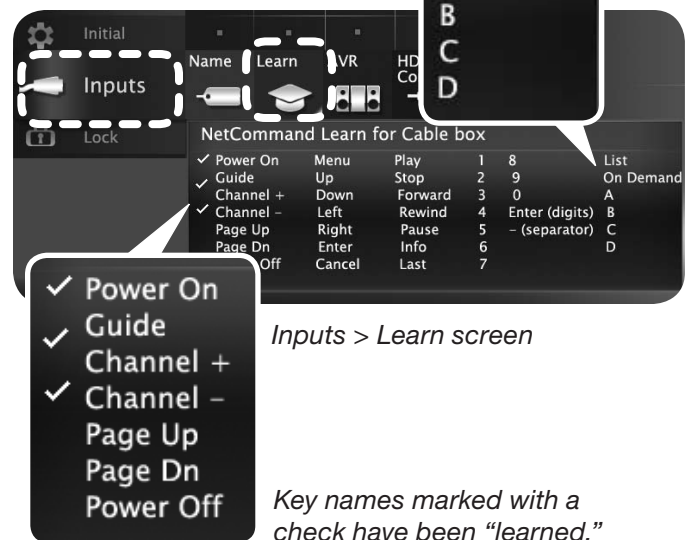 B
C
D
Initial
Inputs
Lock
Name Learn AVR
NetCommand Learn for Cable box
✓ Power On Menu Play 1 8 List
✓ Guide Up Stop 2 9 On Demand
Channel + Down Forward 3 0 A
✓ Channel – Left Rewind 4 Enter (digits) B
Page Up Right Pause 5 – (separator) C
Page Dn Enter Info 6 D
Off Cancel Last 7
✓ Power On
✓ Guide
Channel +
✓ Channel –
Page Up
Page Dn
Power Off
Inputs > Learn screen
Key names marked with a
check have been “learned.”